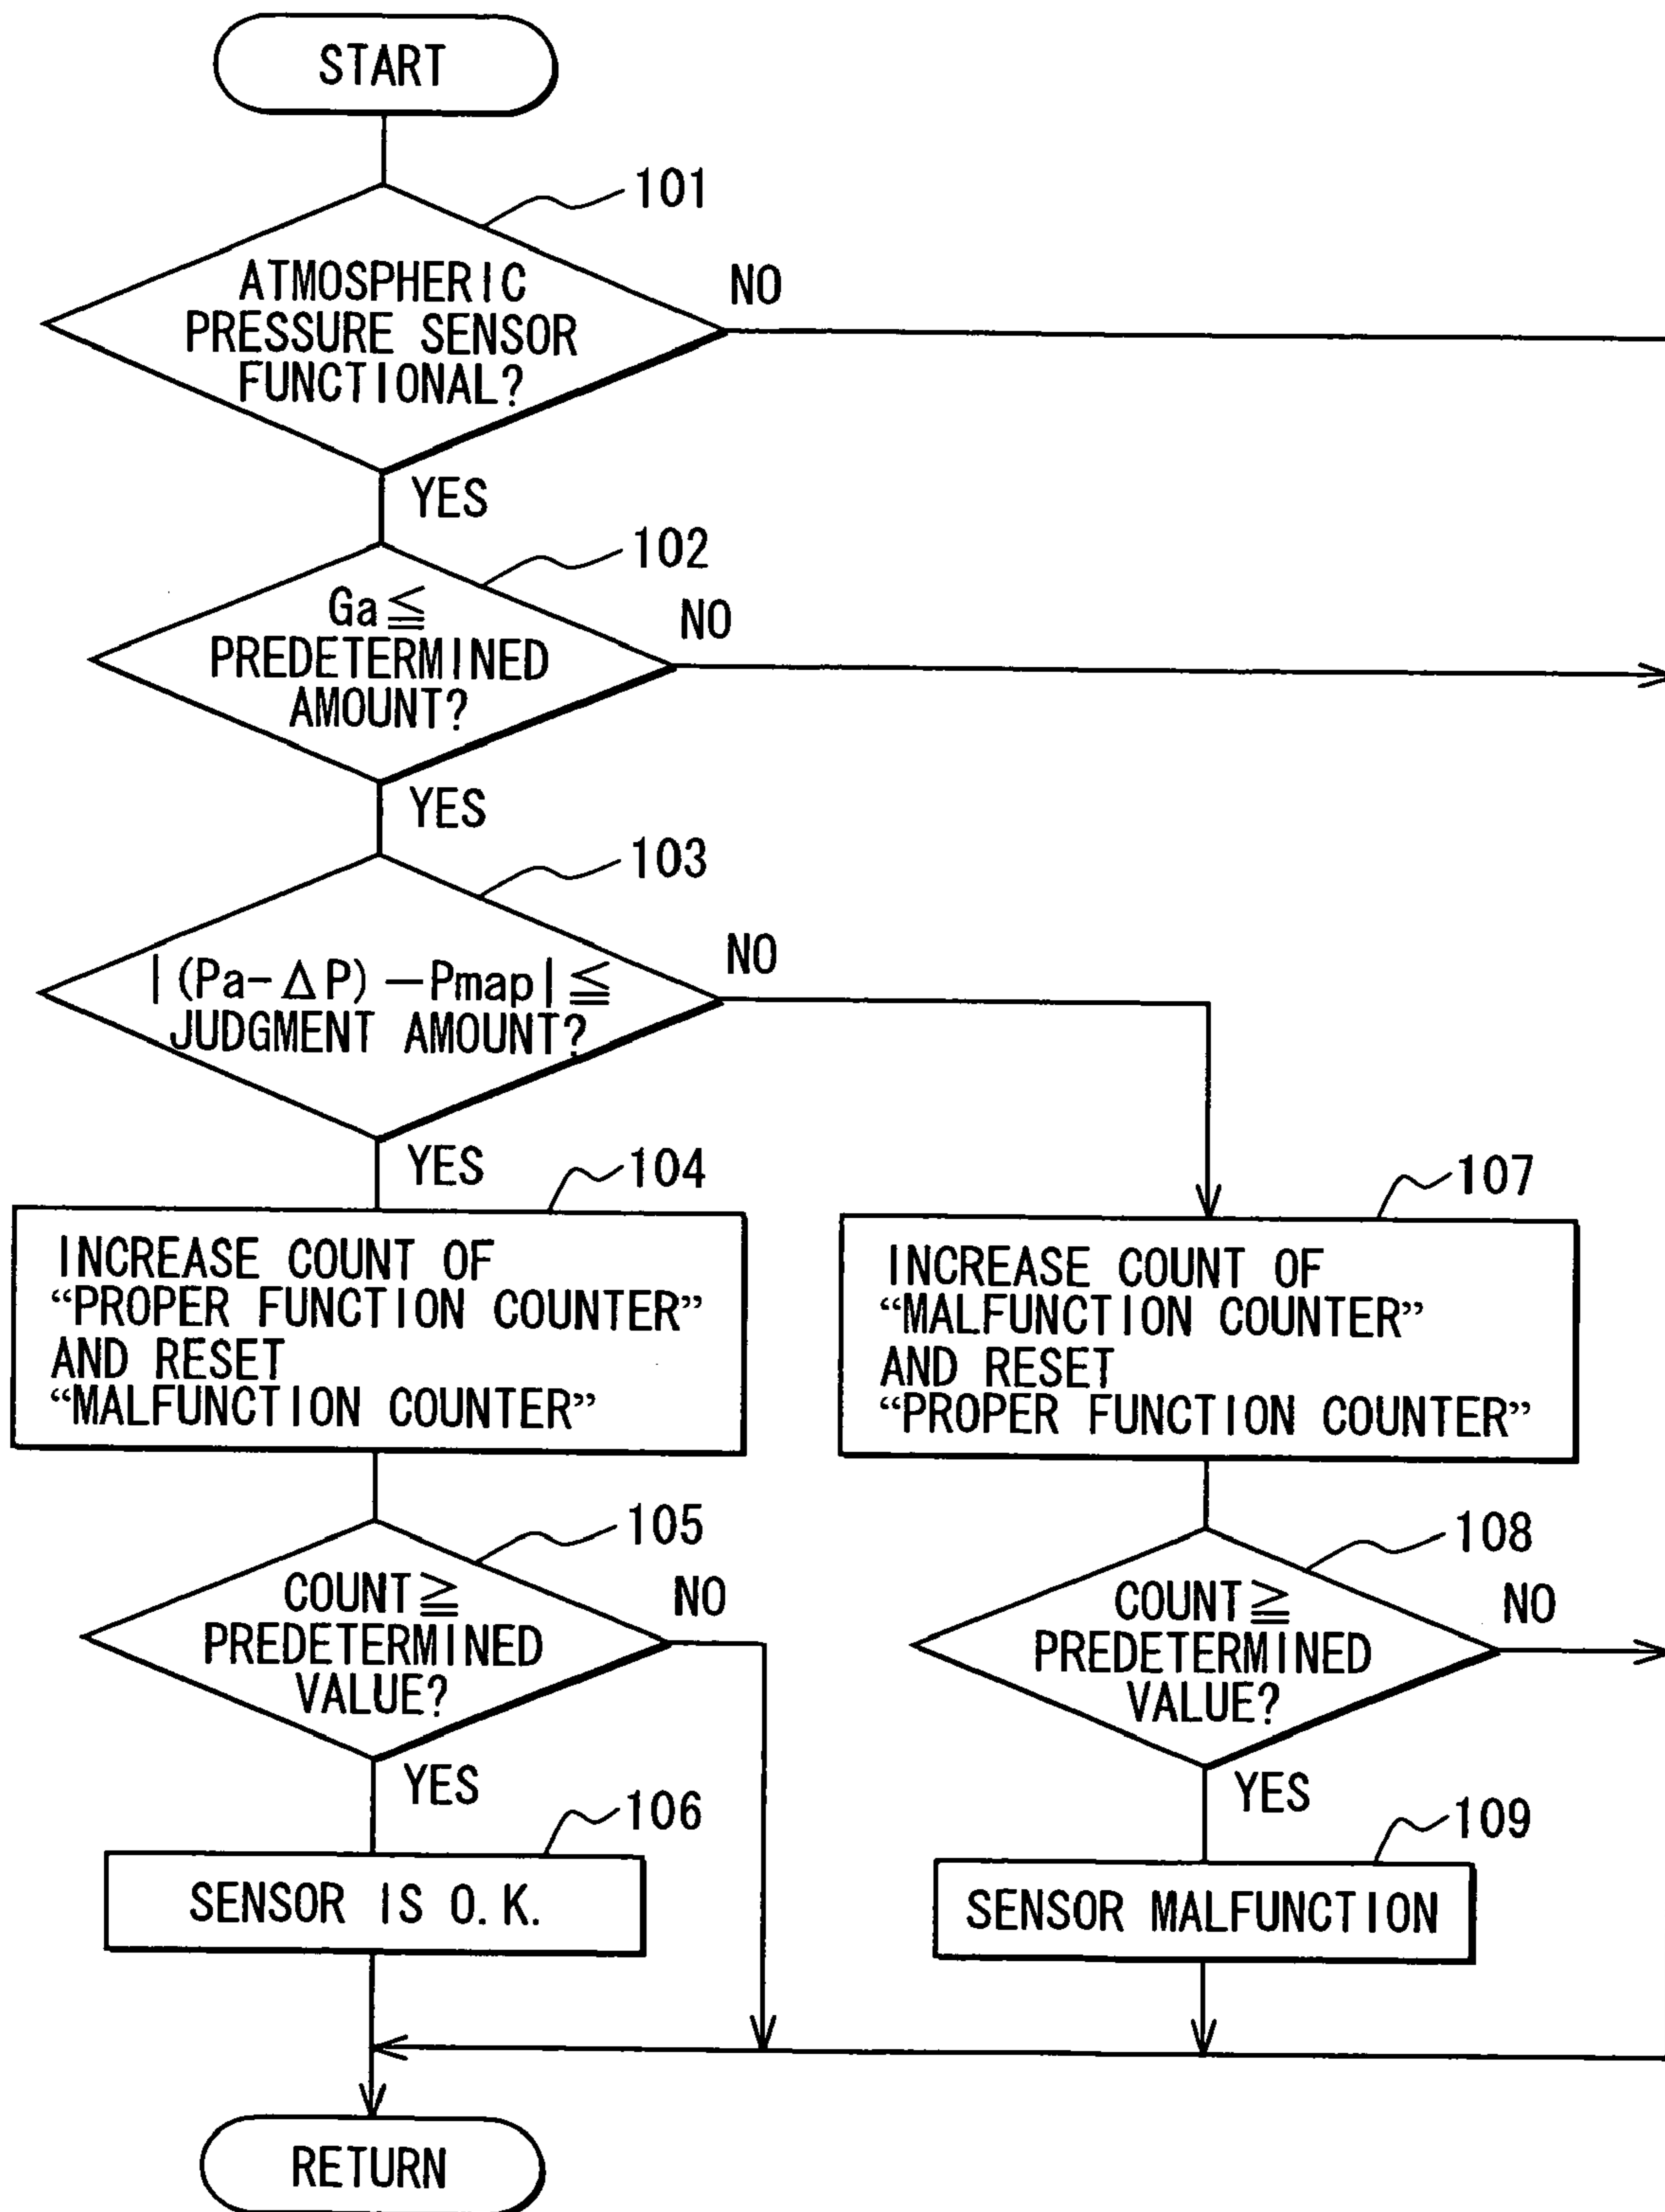 START
101
ATMOSPHERIC
PRESSURE SENSOR
FUNCTIONAL?
NO
YES
102
Ga≦
PREDETERMINED
AMOUNT?
NO
YES
103
|(Pa-ΔP)-Pmap|≦
JUDGMENT AMOUNT?
NO
YES
104
INCREASE COUNT OF
“PROPER FUNCTION COUNTER”
AND RESET
“MALFUNCTION COUNTER”
107
INCREASE COUNT OF
“MALFUNCTION COUNTER”
AND RESET
“PROPER FUNCTION COUNTER”
105
COUNT≧
PREDETERMINED
VALUE?
NO
YES
108
COUNT≧
PREDETERMINED
VALUE?
NO
YES
106
SENSOR IS O.K.
109
SENSOR MALFUNCTION
RETURN